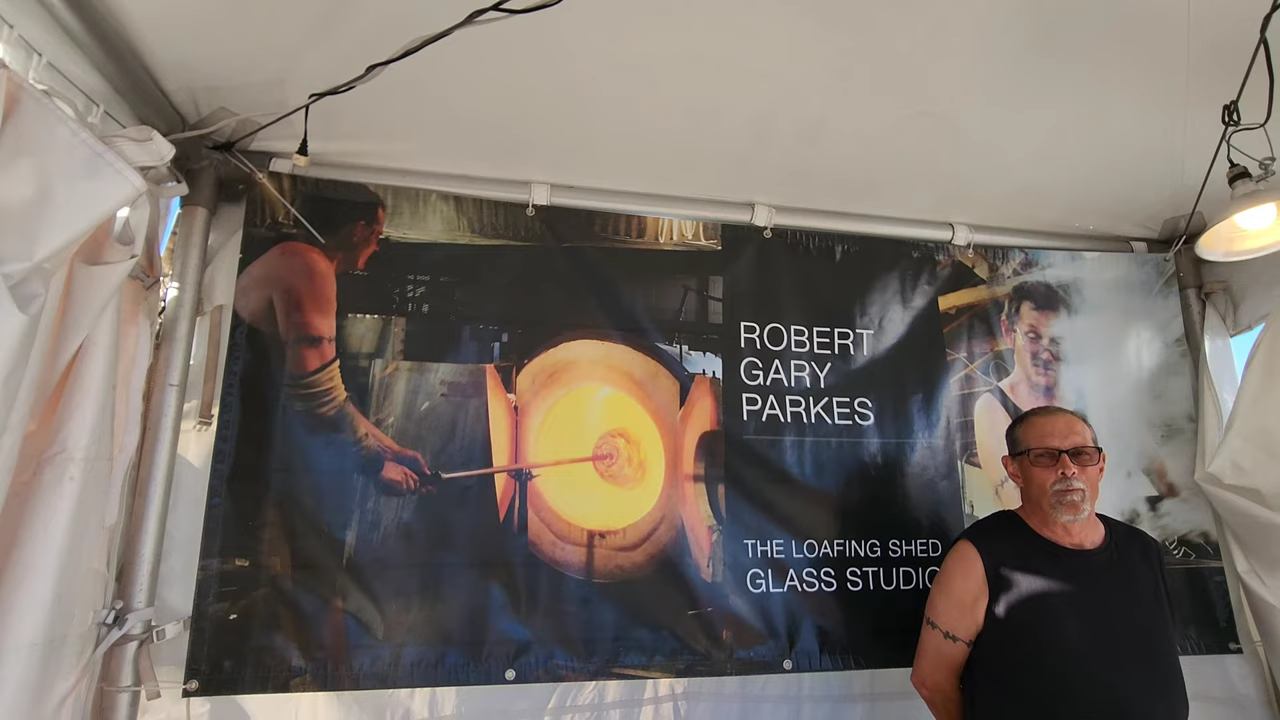 ROBERT
GARY
PARKES
THE LOAFING SHED
GLASS STUDIO